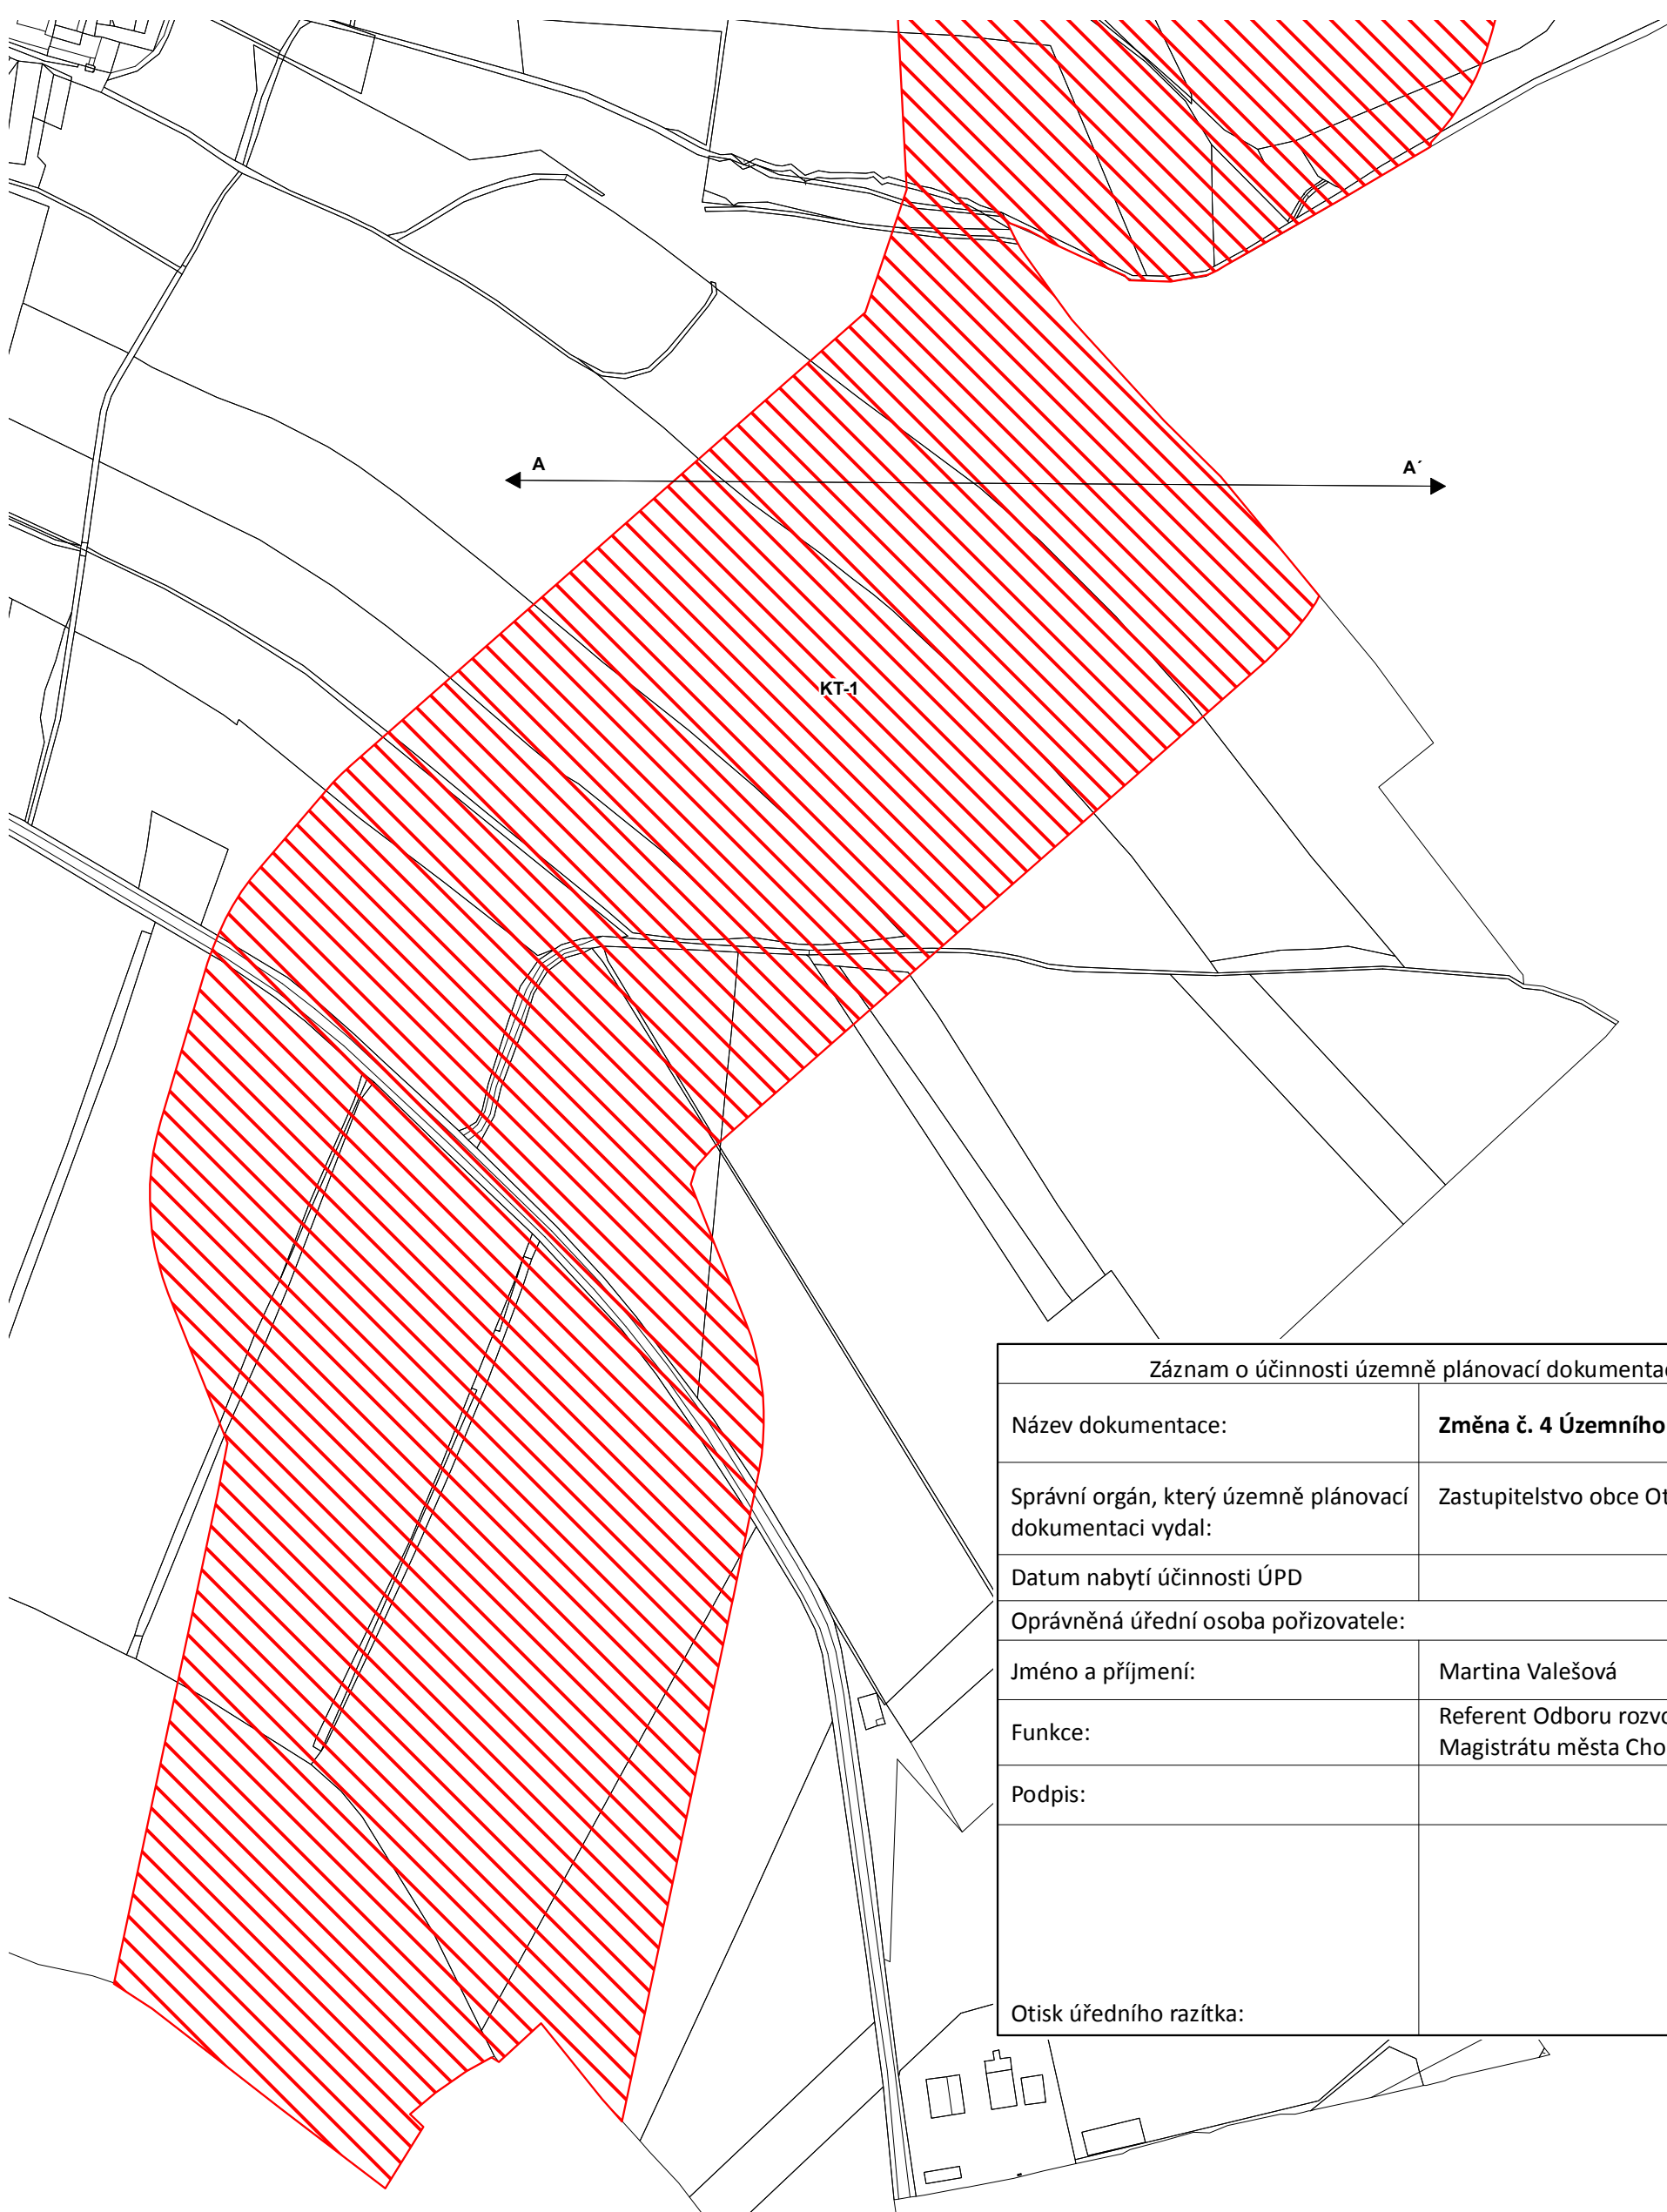 A
A´
KT-1
Záznam o účinnosti územně plánovací
Název dokumentace:
Změna č. 4 Územního
Správní orgán, který územně plánovací
dokumentaci vydal:
Zastupitelstvo obce
Datum nabytí účinnosti ÚPD
Oprávněná úřední osoba pořizovatele:
Jméno a příjmení:
Martina Valešová
Funkce:
Referent Odboru
Magistrátu města
Podpis:
Otisk úředního razítka: